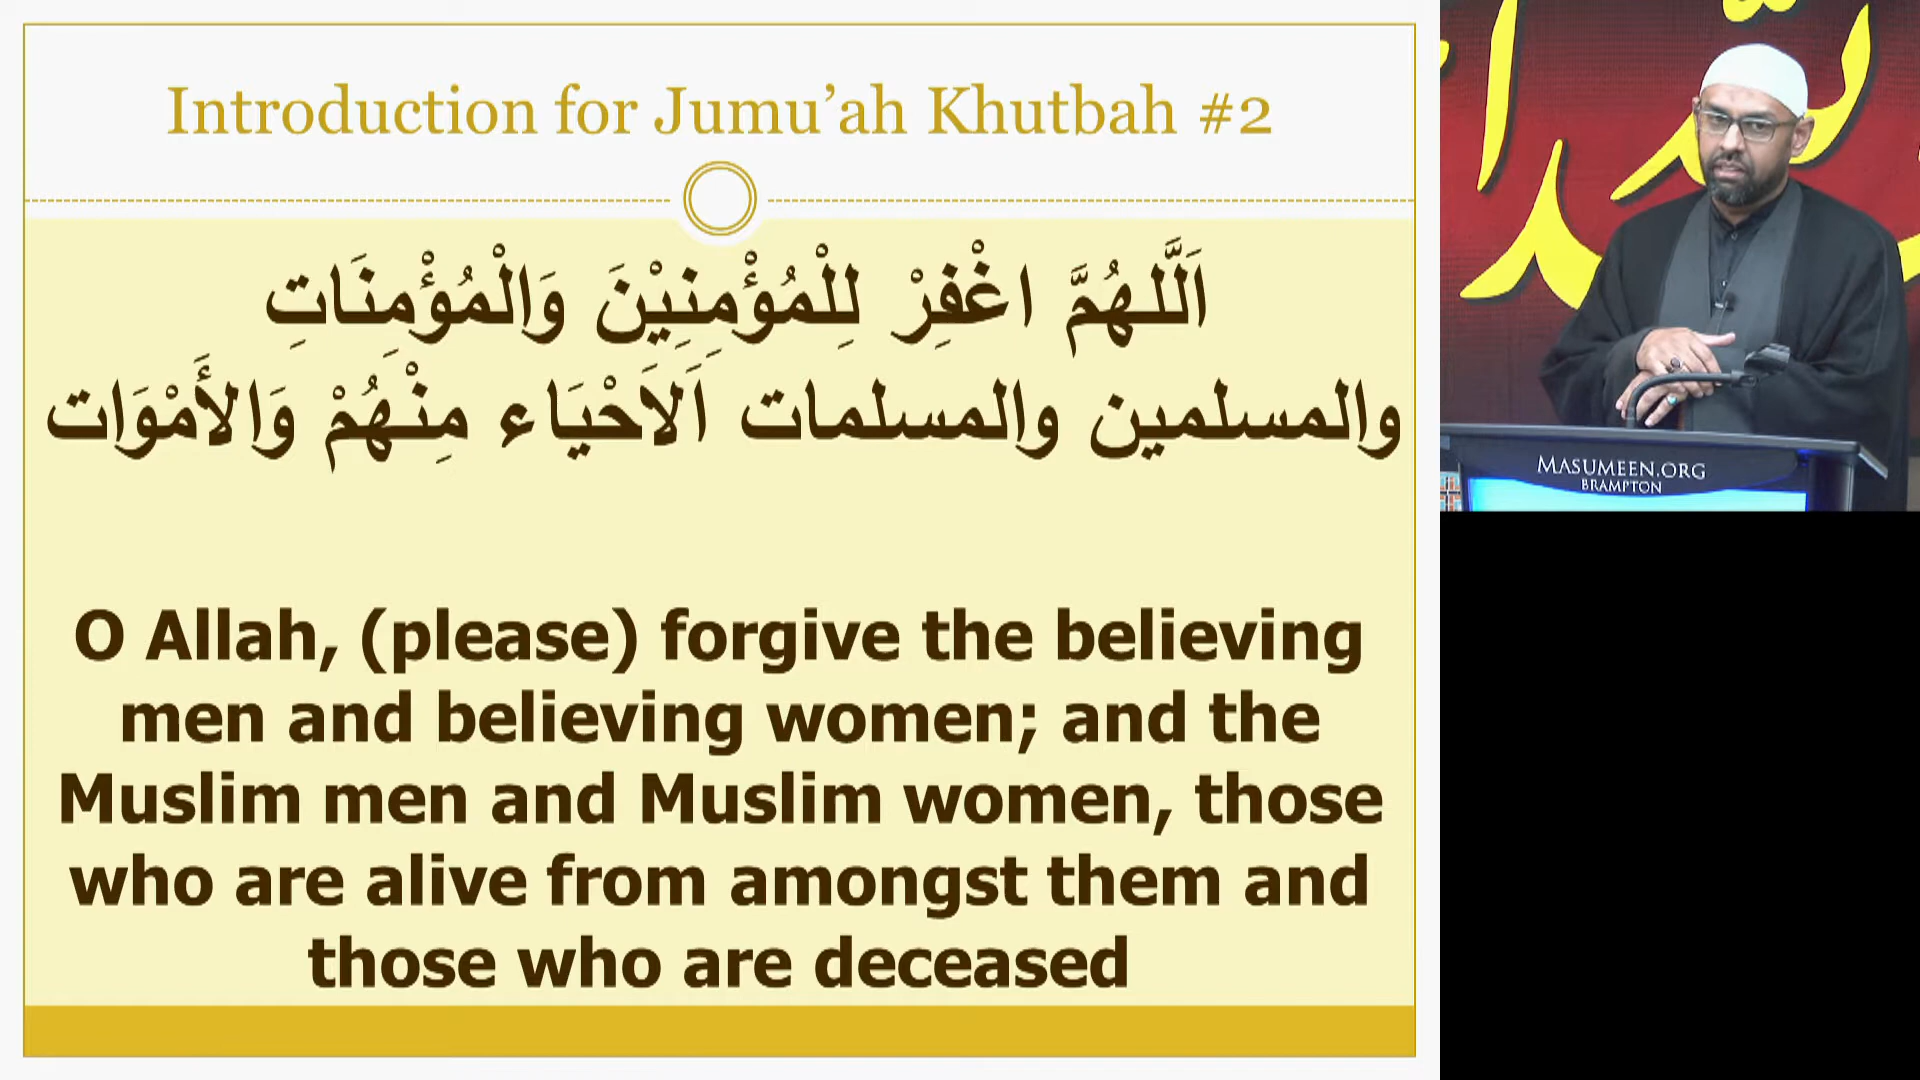 Introduction for Jumu’ah Khutbah #2
اَللَّهُمَّ اغْفِرْ لِلْمُؤْمِنِيْنَ وَالْمُؤْمِنَاتِ
والمسلمين والمسلمات اَلاَحْيَاء مِنْهُمْ وَالأَمْوَات
O Allah, (please) forgive the believing
men and believing women; and the
Muslim men and Muslim women, those
who are alive from amongst them and
those who are deceased
MASUMEEN.ORG
BRAMPTON